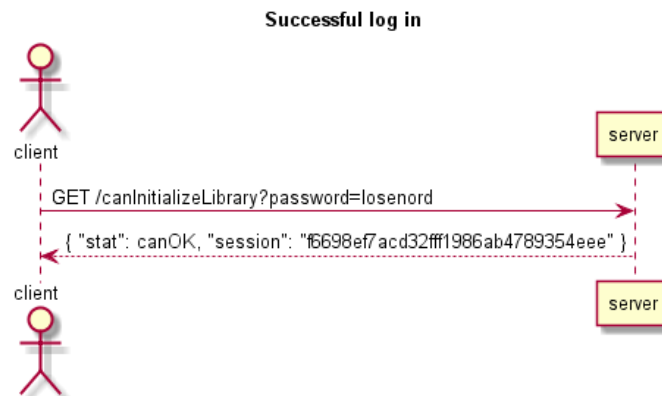 Successful log in
client
server
GET /canInitializeLibrary?password=losenord
{ "stat": canOK, "session": "f6698ef7acd32fff1986ab4789354eee" }
client
server